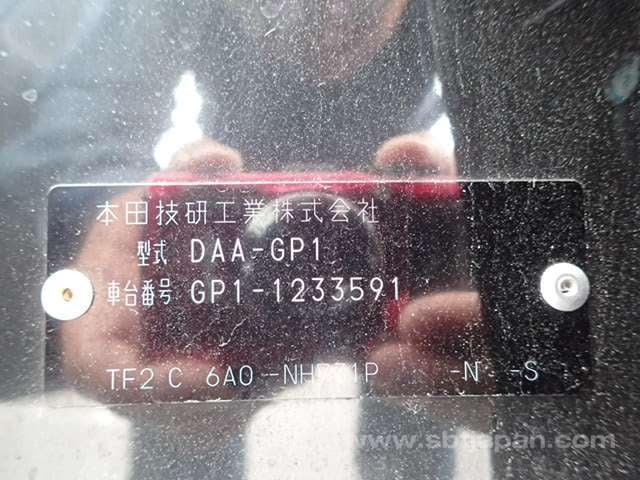 本田技研工業株式会社
型式 DAA-GP1
車台番号 GP1-1233591
TF2 C 6A0 -NH731P -N -S
www.sbtjapan.com